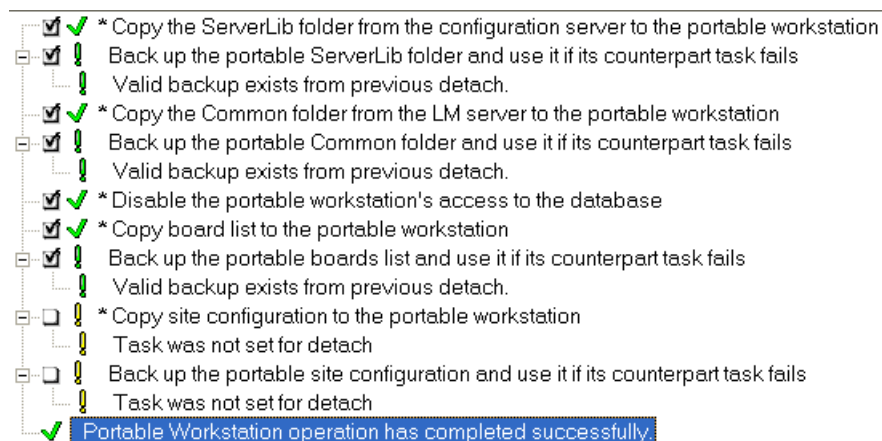 * Copy the ServerLib folder from the configuration server to the portable workstation
Back up the portable ServerLib folder and use it if its counterpart task fails
Valid backup exists from previous detach.
* Copy the Common folder from the LM server to the portable workstation
Back up the portable Common folder and use it if its counterpart task fails
Valid backup exists from previous detach.
* Disable the portable workstation's access to the database
* Copy board list to the portable workstation
Back up the portable boards list and use it if its counterpart task fails
Valid backup exists from previous detach.
* Copy site configuration to the portable workstation
Task was not set for detach
Back up the portable site configuration and use it if its counterpart task fails
Task was not set for detach
Portable Workstation operation has completed successfully.